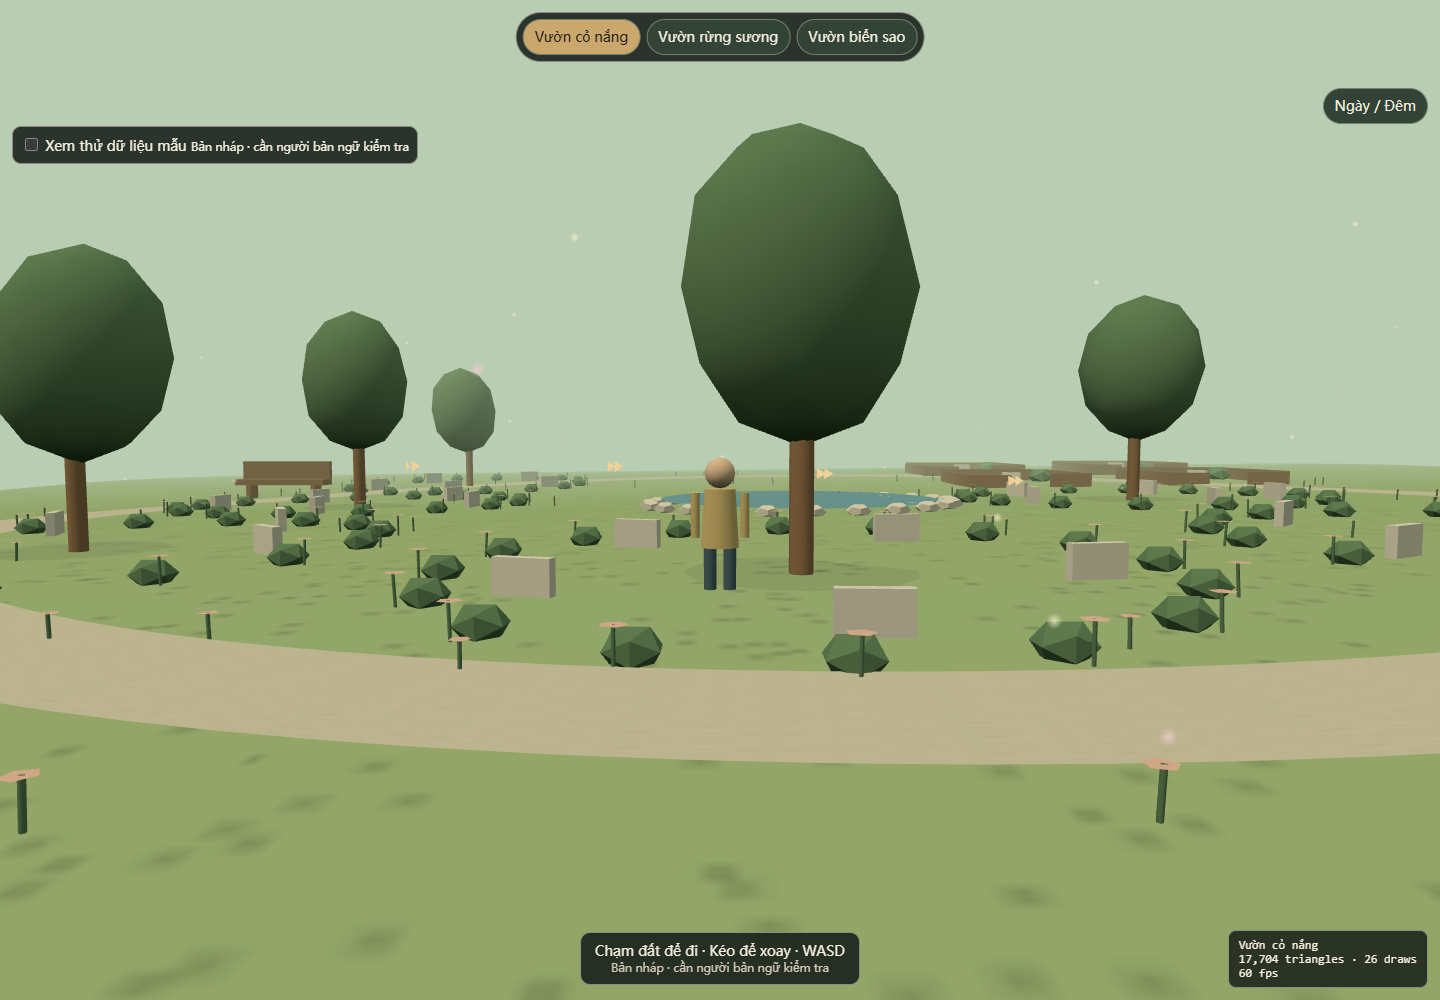 Vườn cỏ nắng
Vườn rừng sương
Vườn biển sao
Ngày / Đêm
Xem thử dữ liệu mẫu Bản nháp · cần người bản ngữ kiểm tra
Chạm đất để đi · Kéo để xoay · WASD
Bản nháp · cần người bản ngữ kiểm tra
Vườn cỏ nắng
17,704 triangles · 26 draws
60 fps